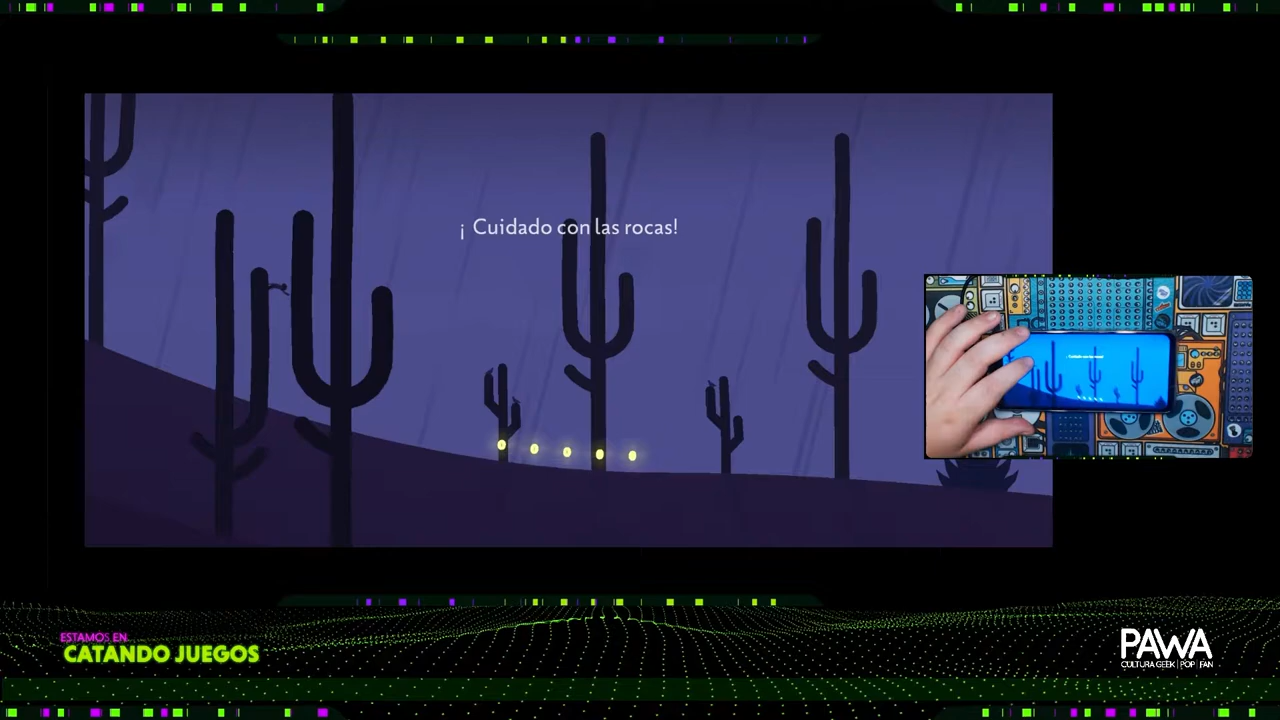 ¡ Cuidado con las rocas!
ESTAMOS EN
CATANDO JUEGOS
PAWA
CULTURA GEEK | POP | FAN